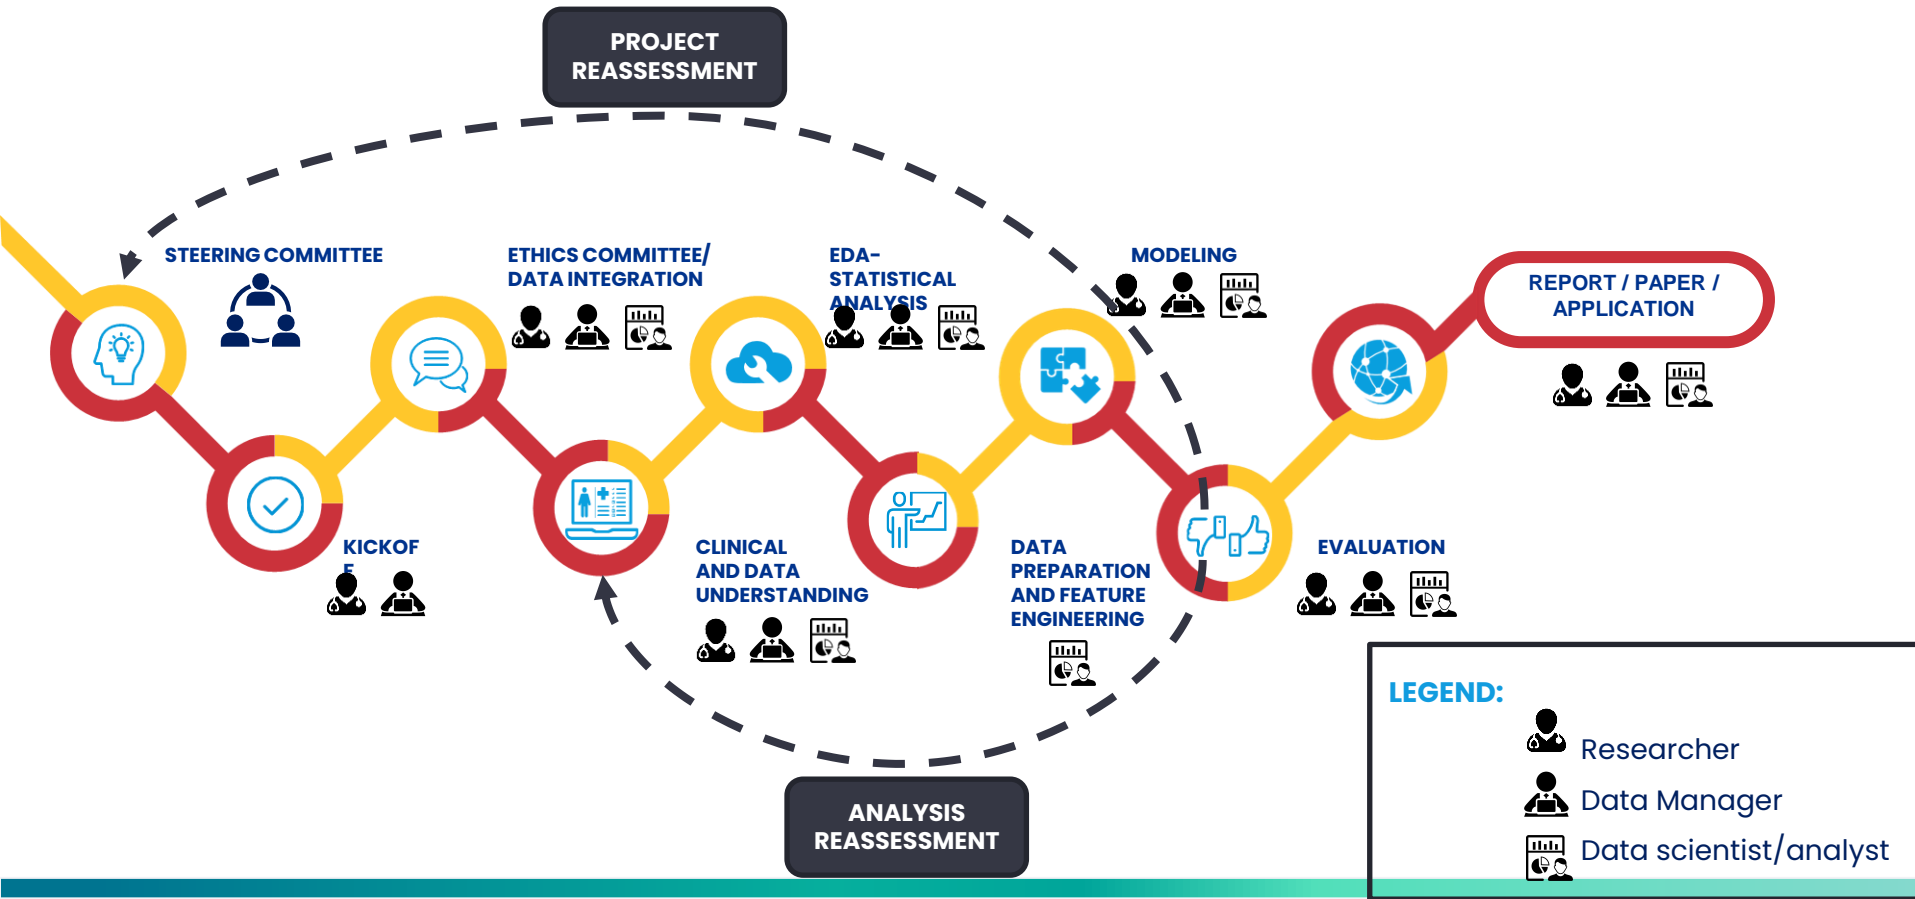 PROJECT
REASSESSMENT
STEERING COMMITTEE
ETHICS COMMITTEE/
DATA INTEGRATION
EDA-
STATISTICAL
ANALYSIS
MODELING
REPORT / PAPER /
APPLICATION
KICKOF
F
CLINICAL
AND DATA
UNDERSTANDING
DATA
PREPARATION
AND FEATURE
ENGINEERING
EVALUATION
ANALYSIS
REASSESSMENT
LEGEND:
Researcher
Data Manager
Data scientist/analyst